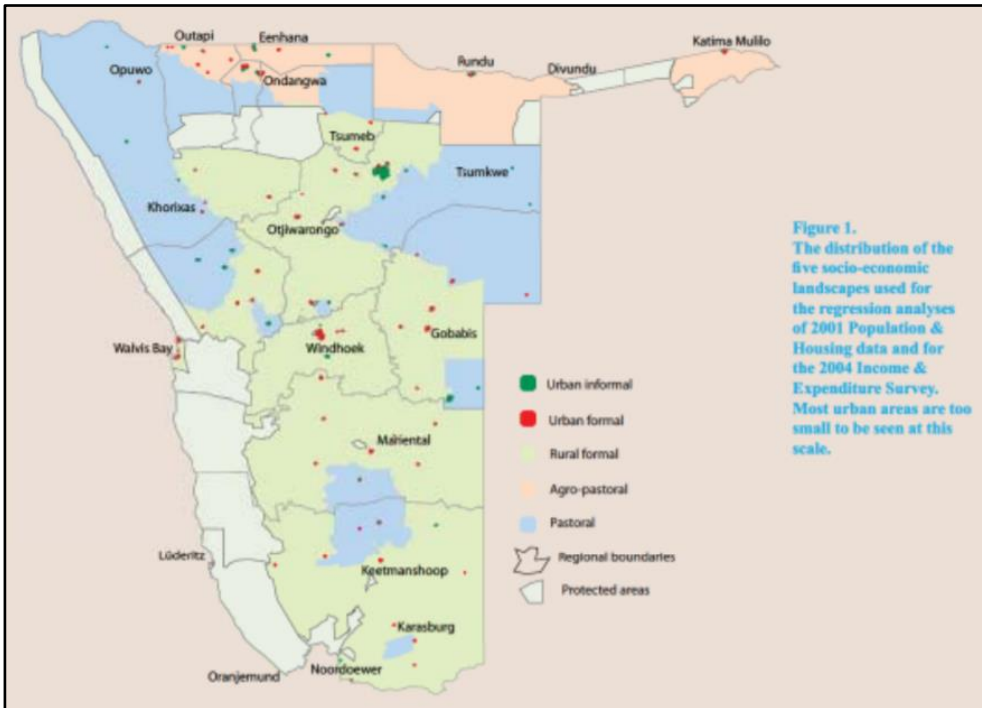 Outapi
Eenhana
Katima Mulilo
Opuwo
Ondangwa
Rundu
Divundu
Tsumeb
Tsumkwe
Khorixas
Otjiwarongo
Walvis Bay
Windhoek
Gobabis
Mariental
Lüderitz
Keetmanshoop
Karasburg
Oranjemund
Noordoewer
Urban informal
Urban formal
Rural formal
Agro-pastoral
Pastoral
Regional boundaries
Protected areas
Figure 1.
The distribution of the
five socio-economic
landscapes used for
the regression analyses
of 2001 Population &
Housing data and for
the 2004 Income &
Expenditure Survey.
Most urban areas are too
small to be seen at this
scale.